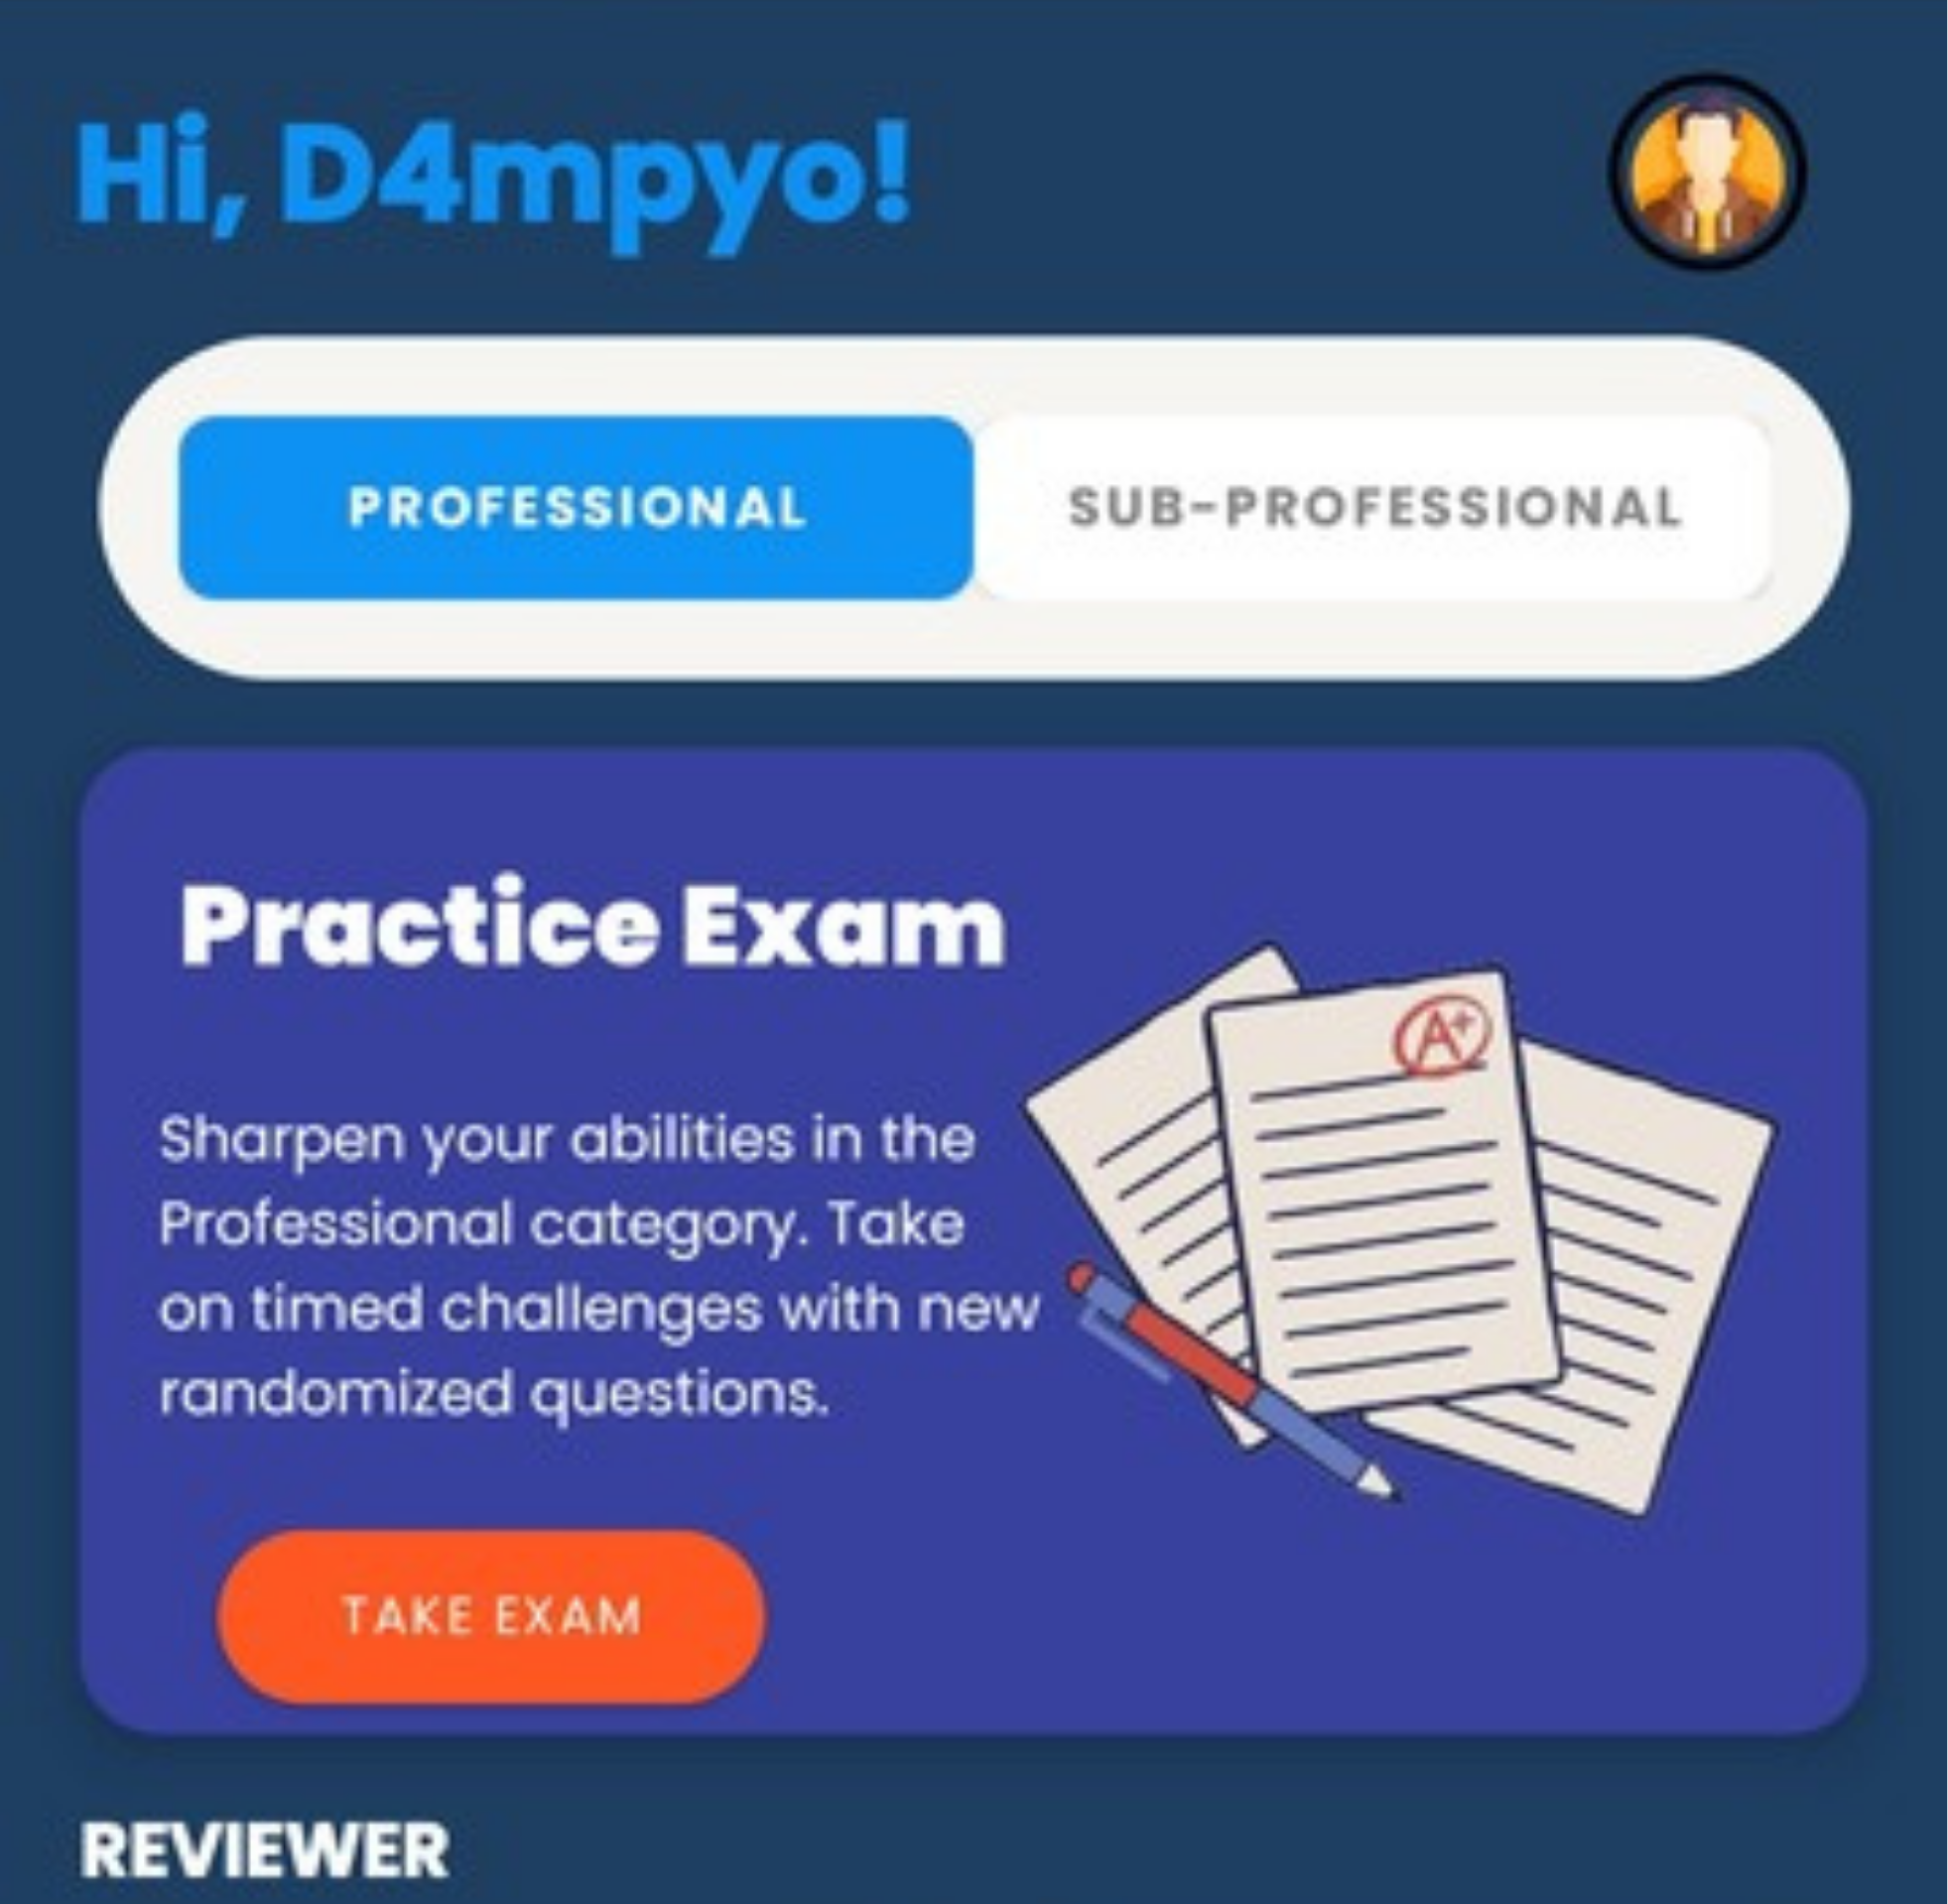 Hi, D4mpyo!
PROFESSIONAL
SUB-PROFESSIONAL
Practice Exam
Sharpen your abilities in the
Professional category. Take
on timed challenges with new
randomized questions.
A+
TAKE EXAM
REVIEWER